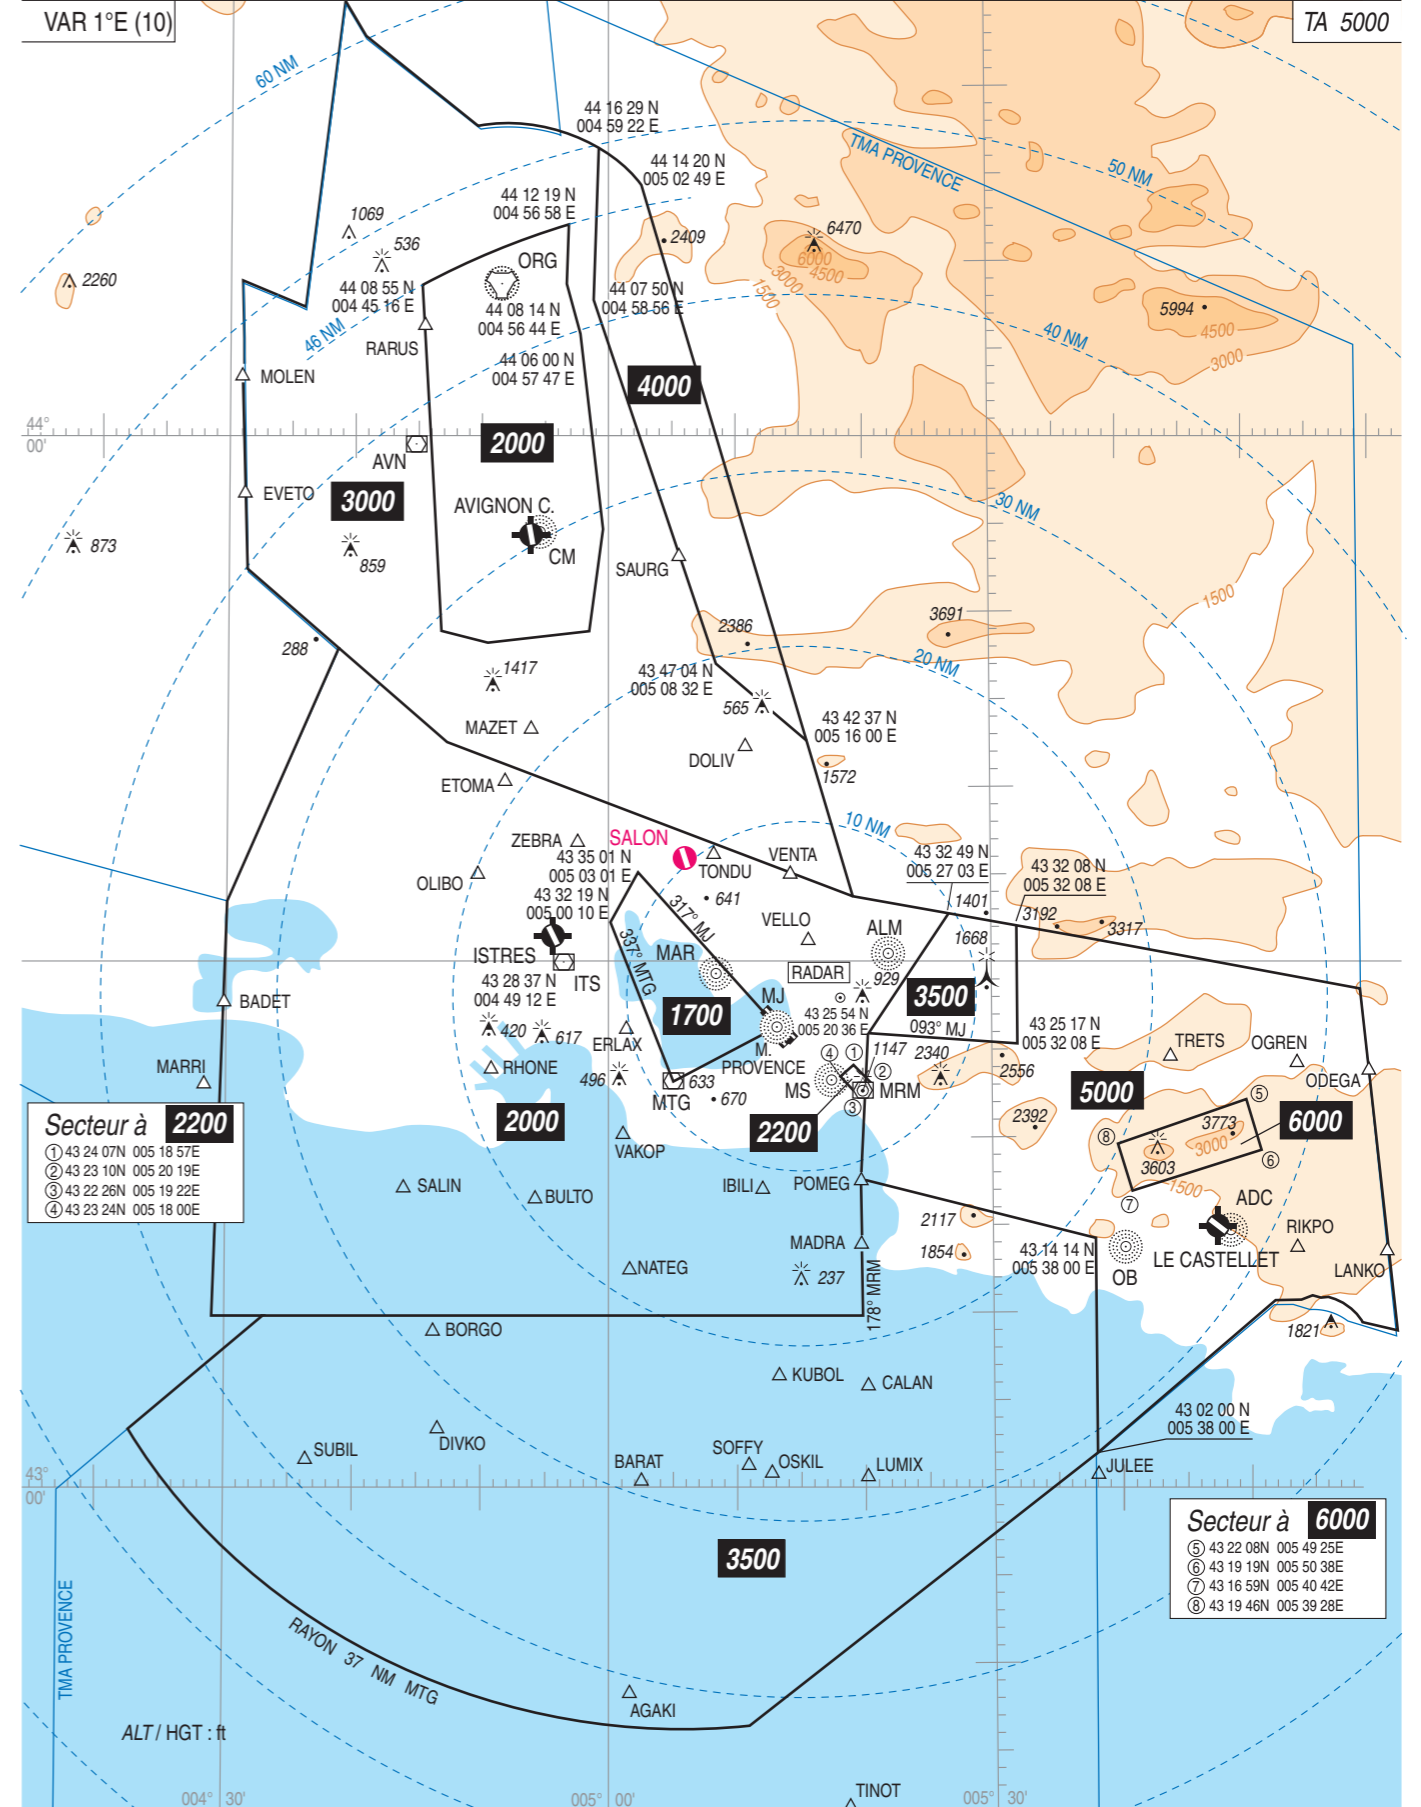 VAR 1°E (10)
TA 5000
60 NM
44 16 29 N
004 59 22 E
TMA PROVENCE
50 NM
44 14 20 N
005 02 49 E
44 12 19 N
004 56 58 E
1069
536
2409
6470
6000
4500
3000
1500
2260
ORG
44 08 55 N
004 45 16 E
44 08 14 N
004 56 44 E
44 07 50 N
004 58 56 E
5994
4500
3000
46 NM
40 NM
RARUS
44 06 00 N
004 57 47 E
MOLEN
4000
44°
00'
2000
AVN
EVETO
3000
AVIGNON C.
CM
30 NM
873
859
SAURG
1500
3691
2386
288
20 NM
1417
43 47 04 N
005 08 32 E
565
43 42 37 N
005 16 00 E
MAZET
DOLIV
1572
ETOMA
10 NM
ZEBRA
SALON
43 35 01 N
005 03 01 E
TONDU
VENTA
43 32 49 N
005 27 03 E
43 32 08 N
005 32 08 E
OLIBO
43 32 19 N
005 00 10 E
641
317° MJ
1401
3192
3317
VELLO
ALM
1668
337° MTG
ISTRES
ITS
MAR
RADAR
929
43 28 37 N
004 49 12 E
3500
BADET
MJ
1700
43 25 54 N
005 20 36 E
093° MJ
43 25 17 N
005 32 08 E
420
617
ERLAX
M.
PROVENCE
④
①
1147
②
2340
2556
TRETS
OGREN
MARRI
RHONE
496
633
MTG
670
MS
MRM
③
5000
ODEGA
Secteur à 2200
① 43 24 07N 005 18 57E
② 43 23 10N 005 20 19E
③ 43 22 26N 005 19 22E
④ 43 23 24N 005 18 00E
2000
VAKOP
2200
2392
⑤
3773
6000
⑧
3603
3000
⑥
SALIN
BULTO
IBILI
POMEG
1500
⑦
ADC
2117
MADRA
1854
43 14 14 N
005 38 00 E
OB
LE CASTELLET
RIKPO
NATEG
237
LANKO
178° MRM
BORGO
1821
KUBOL
CALAN
43 02 00 N
005 38 00 E
SUBIL
DIVKO
BARAT
SOFFY
OSKIL
LUMIX
JULEE
43°
00'
3500
Secteur à 6000
⑤ 43 22 08N 005 49 25E
⑥ 43 19 19N 005 50 38E
⑦ 43 16 59N 005 40 42E
⑧ 43 19 46N 005 39 28E
TMA PROVENCE
RAYON 37 NM MTG
AGAKI
ALT / HGT : ft
TINOT
004° 30'
005° 00'
005° 30'